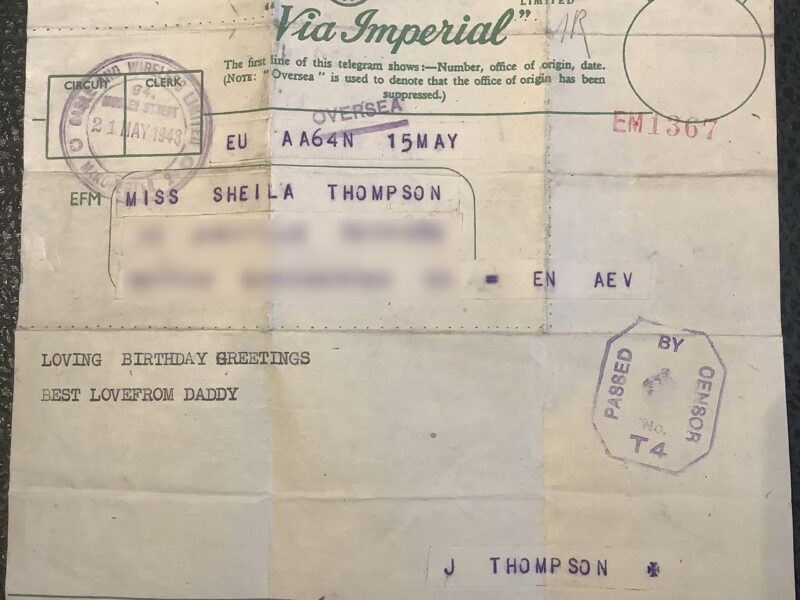 LIMITED
"Via Imperial"
The first line of this telegram shows:—Number, office of origin, date.
(NOTE: "Oversea" is used to denote that the office of origin has been
suppressed.)
CIRCUIT CLERK
21 MAY 1943
OVERSEA
EM1367
EU AA64N 15MAY
EFM MISS SHEILA THOMPSON
= EN AEV
LOVING BIRTHDAY GREETINGS
BEST LOVEFROM DADDY
PASSED BY CENSOR
No.
T4
J THOMPSON